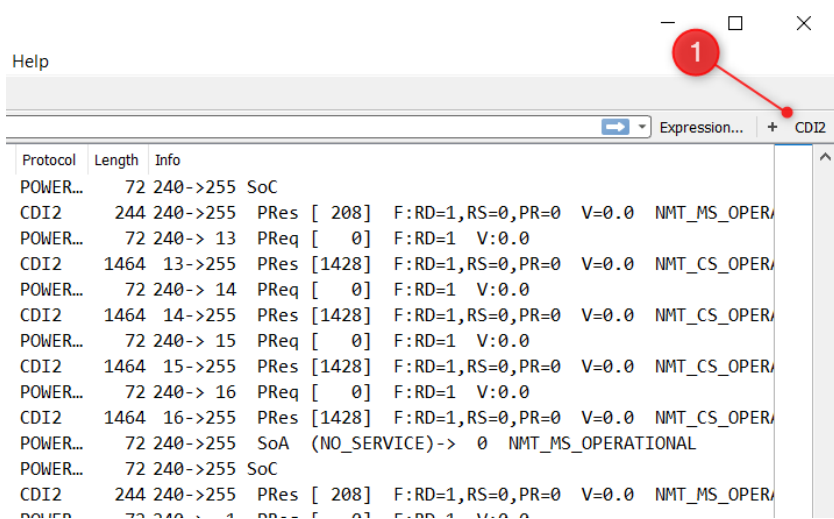 1
Help
Expression... + CDI2
Protocol Length Info
POWER... 72 240->255 SoC
CDI2 244 240->255 PRes [ 208] F:RD=1,RS=0,PR=0 V=0.0 NMT_MS_OPER
POWER... 72 240-> 13 PReq [ 0] F:RD=1 V:0.0
CDI2 1464 13->255 PRes [1428] F:RD=1,RS=0,PR=0 V=0.0 NMT_CS_OPER
POWER... 72 240-> 14 PReq [ 0] F:RD=1 V:0.0
CDI2 1464 14->255 PRes [1428] F:RD=1,RS=0,PR=0 V=0.0 NMT_CS_OPER
POWER... 72 240-> 15 PReq [ 0] F:RD=1 V:0.0
CDI2 1464 15->255 PRes [1428] F:RD=1,RS=0,PR=0 V=0.0 NMT_CS_OPER
POWER... 72 240-> 16 PReq [ 0] F:RD=1 V:0.0
CDI2 1464 16->255 PRes [1428] F:RD=1,RS=0,PR=0 V=0.0 NMT_CS_OPER
POWER... 72 240->255 SoA (NO_SERVICE)-> 0 NMT_MS_OPERATIONAL
POWER... 72 240->255 SoC
CDI2 244 240->255 PRes [ 208] F:RD=1,RS=0,PR=0 V=0.0 NMT_MS_OPER